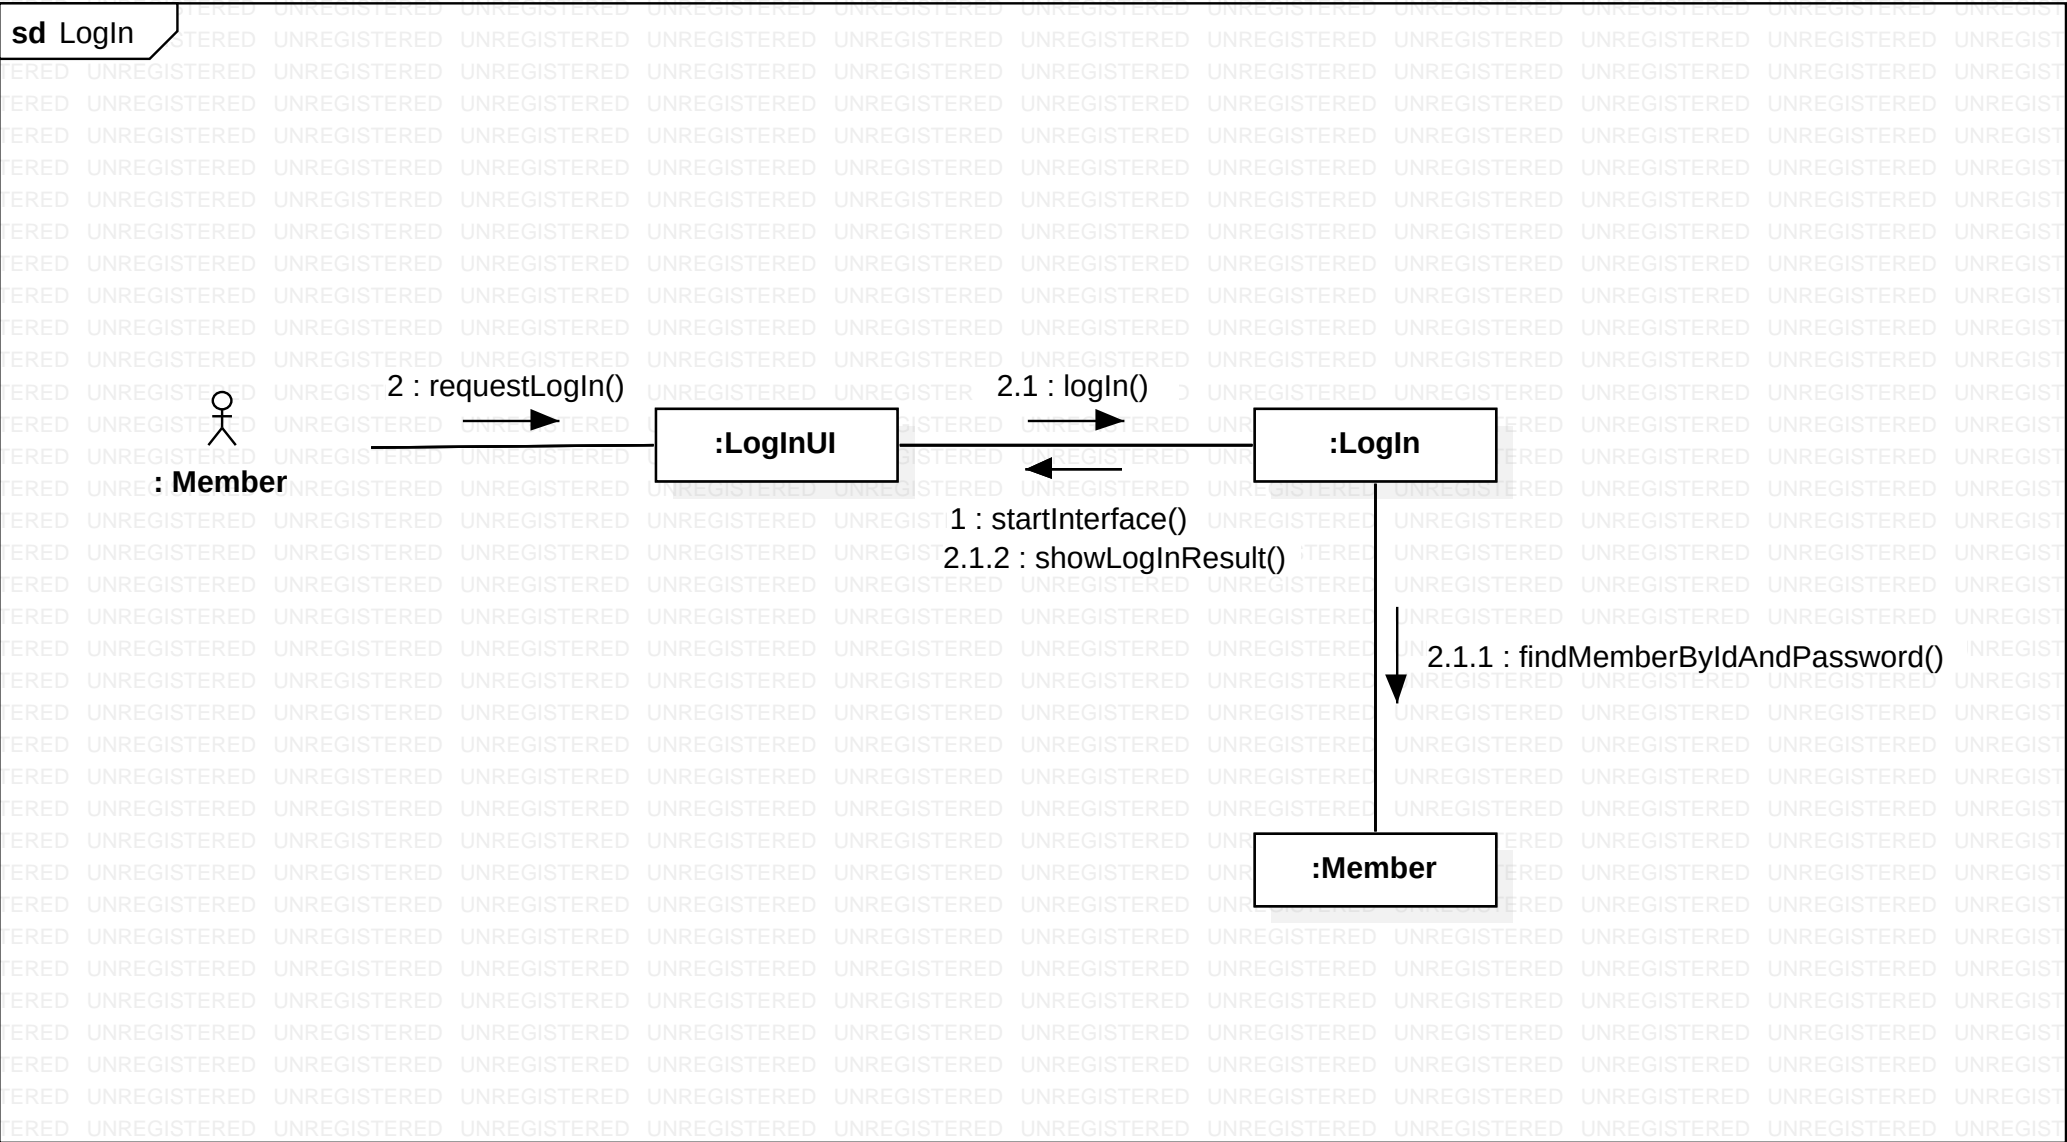 sd LogIn
2 : requestLogIn()
2.1 : logIn()
: Member
:LogInUI
:LogIn
1 : startInterface()
2.1.2 : showLogInResult()
2.1.1 : findMemberByIdAndPassword()
:Member
UNREGISTERED